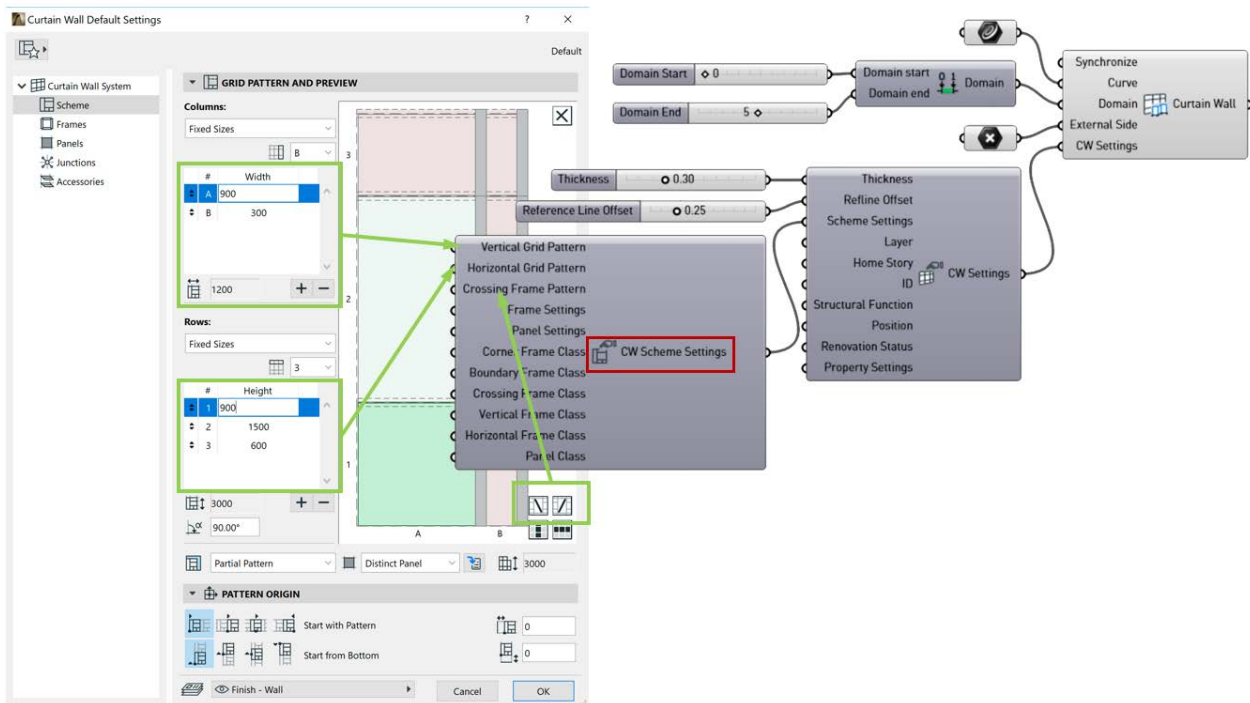 Curtain Wall Default Settings
?
Default
Curtain Wall System
Scheme
Frames
Panels
Junctions
Accessories
GRID PATTERN AND PREVIEW
Columns:
Fixed Sizes
B
# Width
A 900
B 300
1200
Rows:
Fixed Sizes
3
# Height
1 900
2 1500
3 600
3000
α
90.00°
3
2
1
A B
Partial Pattern
Distinct Panel
3000
PATTERN ORIGIN
Start with Pattern
0
Start from Bottom
0
Finish - Wall
Cancel
OK
Domain Start 0
Domain End 5
Domain start
Domain end
0 1
Domain
Synchronize
Curve
Domain
External Side
CW Settings
Curtain Wall
Thickness 0.30
Reference Line Offset 0.25
Thickness
Refline Offset
Scheme Settings
Layer
Home Story
ID
Structural Function
Position
Renovation Status
Property Settings
CW Settings
Vertical Grid Pattern
Horizontal Grid Pattern
Crossing Frame Pattern
Frame Settings
Panel Settings
Corner Frame Class
Boundary Frame Class
Crossing Frame Class
Vertical Frame Class
Horizontal Frame Class
Panel Class
CW Scheme Settings